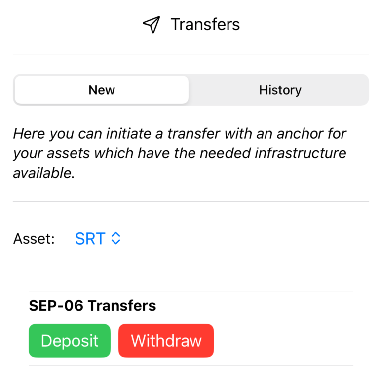 Transfers
New
History
Here you can initiate a transfer with an anchor for
your assets which have the needed infrastructure
available.
Asset: SRT
SEP-06 Transfers
Deposit
Withdraw